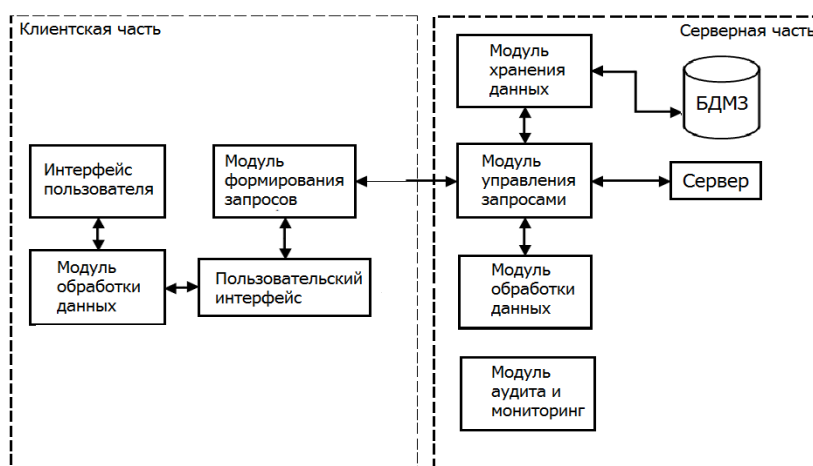 Клиентская часть
Интерфейс
пользователя
Модуль
формирования
запросов
Модуль
обработки
данных
Пользовательский
интерфейс
Серверная часть
Модуль
хранения
данных
БДМЗ
Модуль
управления
запросами
Сервер
Модуль
обработки
данных
Модуль
аудита и
мониторинг